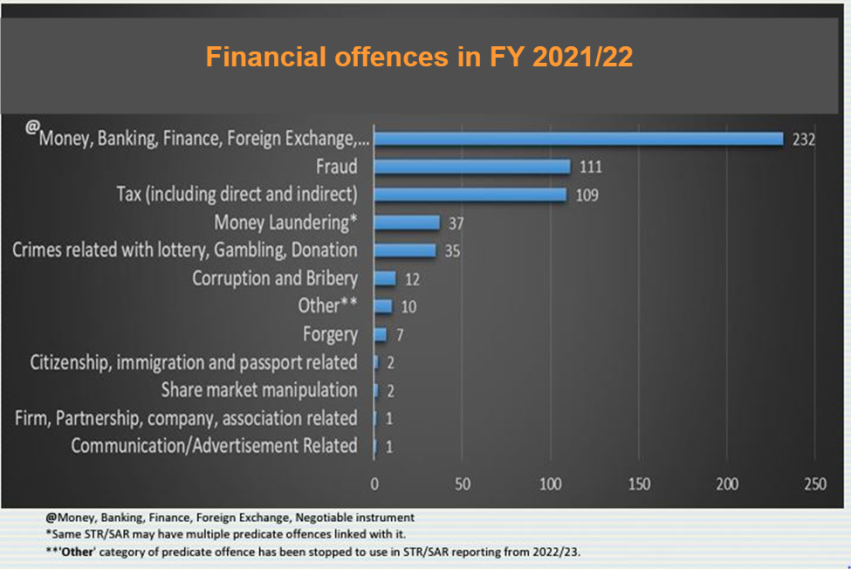 Financial offences in FY 2021/22
@Money, Banking, Finance, Foreign Exchange,... 232
Fraud 111
Tax (including direct and indirect) 109
Money Laundering* 37
Crimes related with lottery, Gambling, Donation 35
Corruption and Bribery 12
Other** 10
Forgery 7
Citizenship, immigration and passport related 2
Share market manipulation 2
Firm, Partnership, company, association related 1
Communication/Advertisement Related 1
0 50 100 150 200 250
@Money, Banking, Finance, Foreign Exchange, Negotiable instrument
*Same STR/SAR may have multiple predicate offences linked with it.
**'Other' category of predicate offence has been stopped to use in STR/SAR reporting from 2022/23.